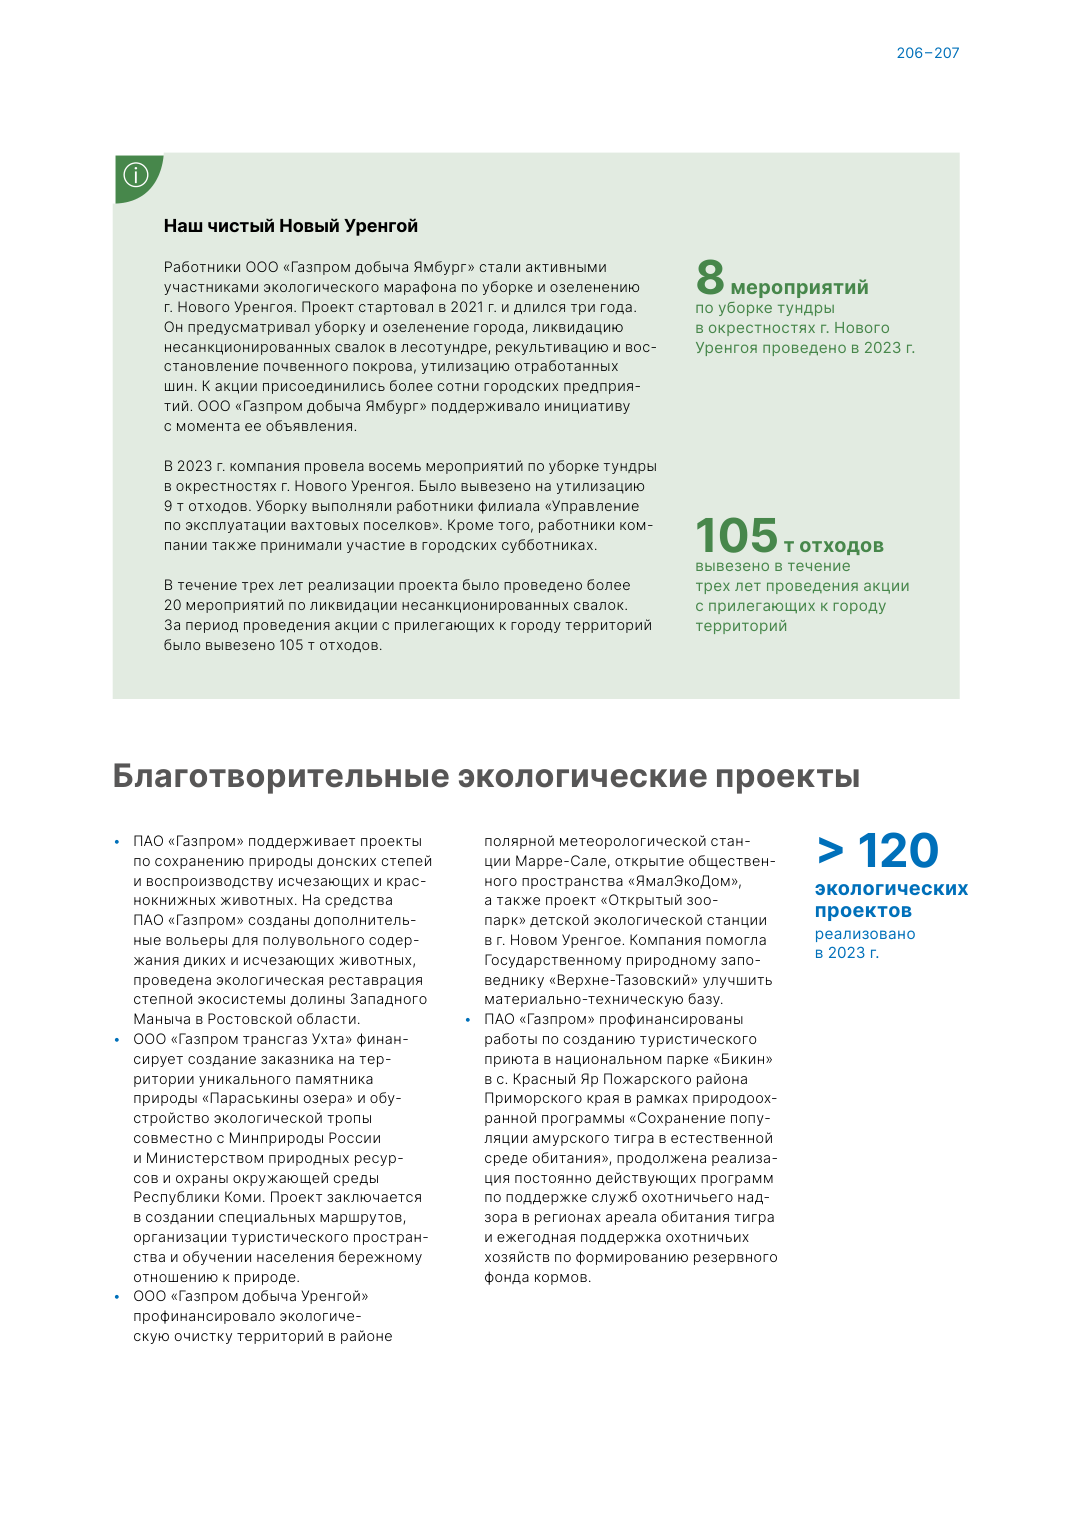 206–207
Наш чистый Новый Уренгой
Работники ООО «Газпром добыча Ямбург» стали активными
участниками экологического марафона по уборке и озеленению
г. Нового Уренгоя. Проект стартовал в 2021 г. и длился три года.
Он предусматривал уборку и озеленение города, ликвидацию
несанкционированных свалок в лесотундре, рекультивацию и вос-
становление почвенного покрова, утилизацию отработанных
шин. К акции присоединились более сотни городских предприя-
тий. ООО «Газпром добыча Ямбург» поддерживало инициативу
с момента ее объявления.
В 2023 г. компания провела восемь мероприятий по уборке тундры
в окрестностях г. Нового Уренгоя. Было вывезено на утилизацию
9 т отходов. Уборку выполняли работники филиала «Управление
по эксплуатации вахтовых поселков». Кроме того, работники ком-
пании также принимали участие в городских субботниках.
В течение трех лет реализации проекта было проведено более
20 мероприятий по ликвидации несанкционированных свалок.
За период проведения акции с прилегающих к городу территорий
было вывезено 105 т отходов.
8 мероприятий
по уборке тундры
в окрестностях г. Нового
Уренгоя проведено в 2023 г.
105 т отходов
вывезено в течение
трех лет проведения акции
с прилегающих к городу
территорий
Благотворительные экологические проекты
• ПАО «Газпром» поддерживает проекты
по сохранению природы донских степей
и воспроизводству исчезающих и крас-
нокнижных животных. На средства
ПАО «Газпром» созданы дополнитель-
ные вольеры для полувольного содер-
жания диких и исчезающих животных,
проведена экологическая реставрация
степной экосистемы долины Западного
Маныча в Ростовской области.
• ООО «Газпром трансгаз Ухта» финан-
сирует создание заказника на тер-
ритории уникального памятника
природы «Параськины озера» и обу-
стройство экологической тропы
совместно с Минприроды России
и Министерством природных ресур-
сов и охраны окружающей среды
Республики Коми. Проект заключается
в создании специальных маршрутов,
организации туристического простран-
ства и обучении населения бережному
отношению к природе.
• ООО «Газпром добыча Уренгой»
профинансировало экологиче-
скую очистку территорий в районе
полярной метеорологической стан-
ции Марре-Сале, открытие обществен-
ного пространства «ЯмалЭкоДом»,
а также проект «Открытый зоо-
парк» детской экологической станции
в г. Новом Уренгое. Компания помогла
Государственному природному запо-
веднику «Верхне-Тазовский» улучшить
материально-техническую базу.
• ПАО «Газпром» профинансированы
работы по созданию туристического
приюта в национальном парке «Бикин»
в с. Красный Яр Пожарского района
Приморского края в рамках природоох-
ранной программы «Сохранение попу-
ляции амурского тигра в естественной
среде обитания», продолжена реализа-
ция постоянно действующих программ
по поддержке служб охотничьего над-
зора в регионах ареала обитания тигра
и ежегодная поддержка охотничьих
хозяйств по формированию резервного
фонда кормов.
> 120
экологических
проектов
реализовано
в 2023 г.